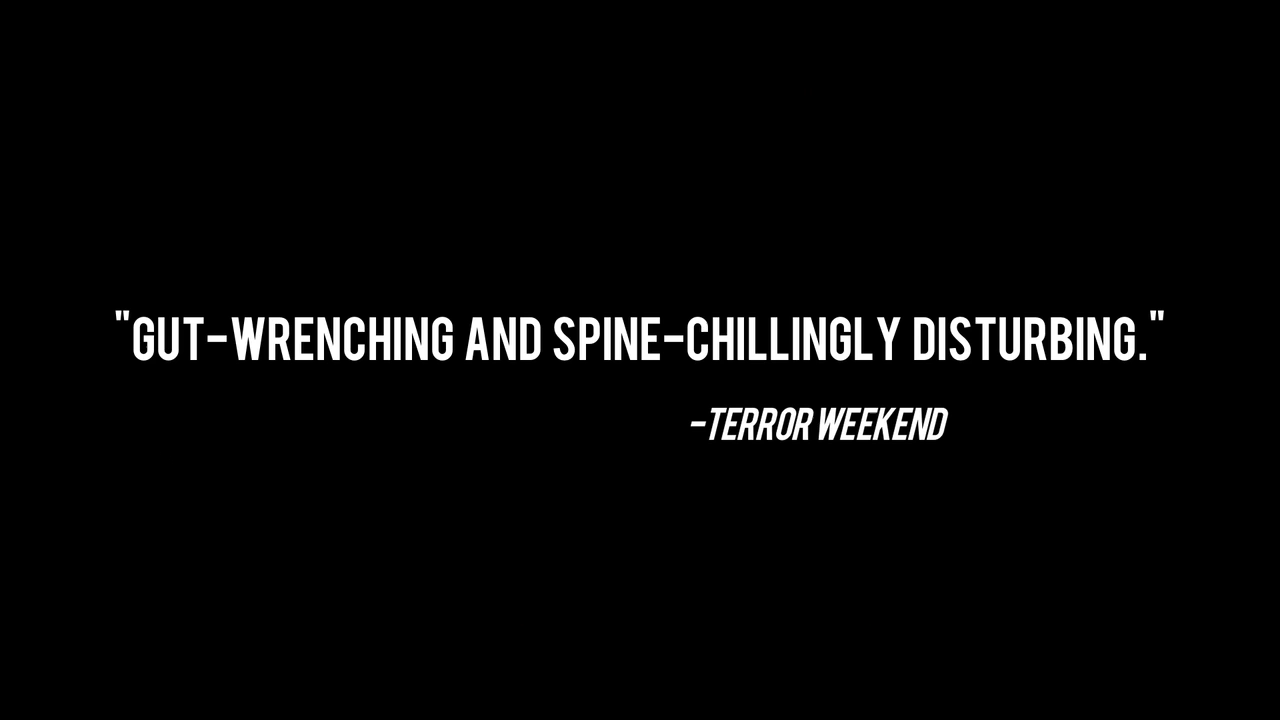 "GUT-WRENCHING AND SPINE-CHILLINGLY DISTURBING."
-TERROR WEEKEND